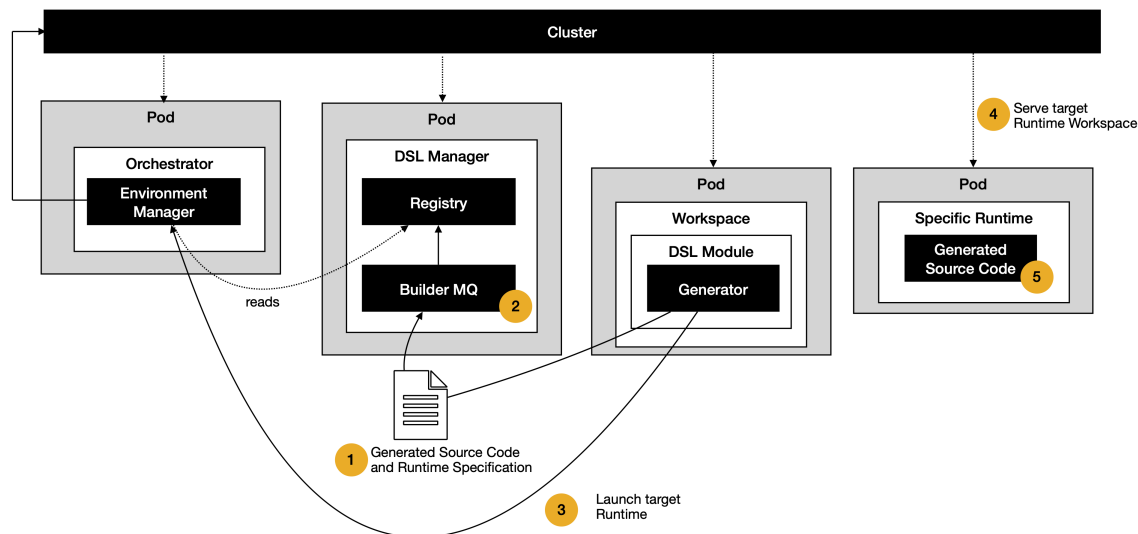 Cluster
Pod
Orchestrator
Environment
Manager
reads
Pod
DSL Manager
Registry
Builder MQ
2
1
Generated Source Code
and Runtime Specification
Pod
Workspace
DSL Module
Generator
3
Launch target
Runtime
4
Serve target
Runtime Workspace
Pod
Specific Runtime
Generated
Source Code
5